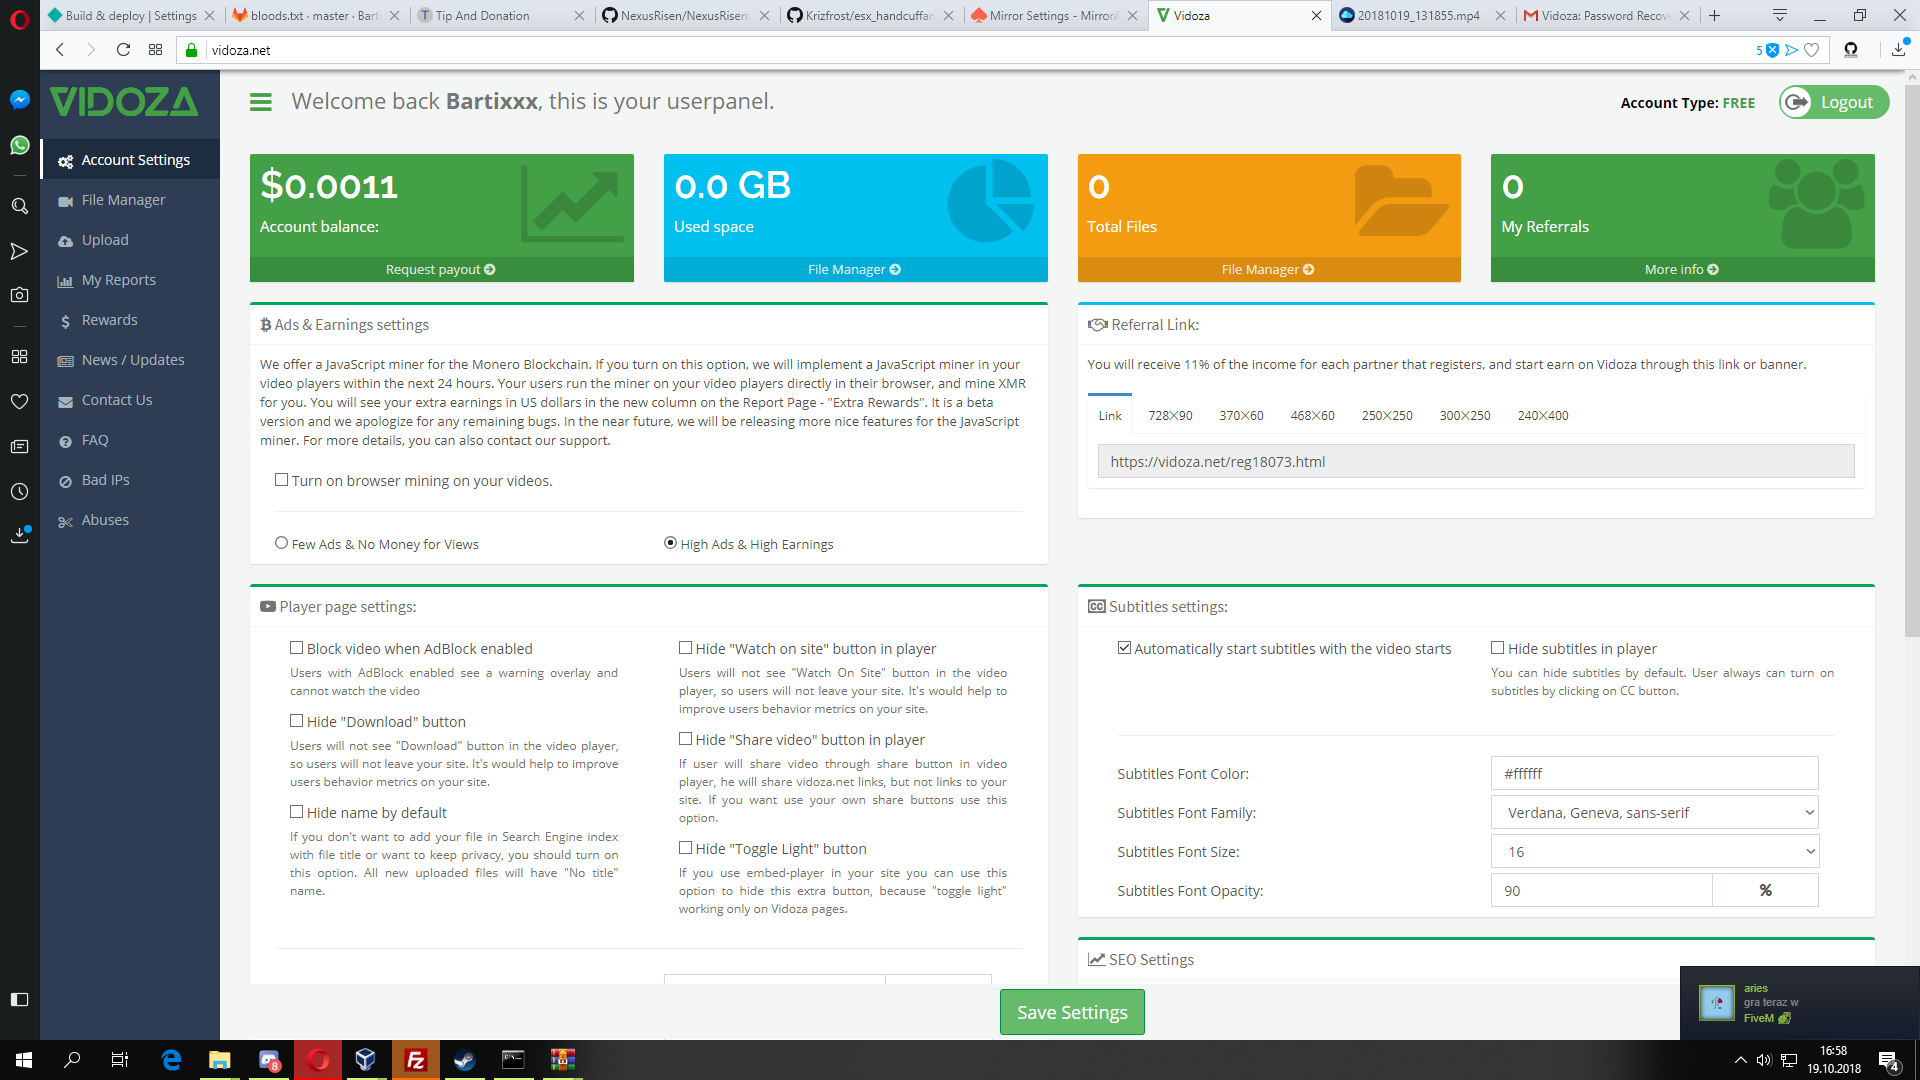 Build & deploy | Settings
bloods.txt · master · Bart
Tip And Donation
NexusRisen/NexusRisen
Krizfrost/esx_handcuffa
Mirror Settings - Mirror
Vidoza
20181019_131855.mp4
Vidoza: Password Recov
vidoza.net
5
VIDOZA
Welcome back Bartixxx, this is your userpanel.
Account Type: FREE
Logout
Account Settings
File Manager
Upload
My Reports
Rewards
News / Updates
Contact Us
FAQ
Bad IPs
Abuses
$0.0011
Account balance:
Request payout
0.0 GB
Used space
File Manager
0
Total Files
File Manager
0
My Referrals
More info
Ads & Earnings settings
We offer a JavaScript miner for the Monero Blockchain. If you turn on this option, we will implement a JavaScript miner in your
video players within the next 24 hours. Your users run the miner on your video players directly in their browser, and mine XMR
for you. You will see your extra earnings in US dollars in the new column on the Report Page - "Extra Rewards". It is a beta
version and we apologize for any remaining bugs. In the near future, we will be releasing more nice features for the JavaScript
miner. For more details, you can also contact our support.
Turn on browser mining on your videos.
Few Ads & No Money for Views
High Ads & High Earnings
Referral Link:
You will receive 11% of the income for each partner that registers, and start earn on Vidoza through this link or banner.
Link 728×90 370×60 468×60 250×250 300×250 240×400
https://vidoza.net/reg18073.html
Player page settings:
Block video when AdBlock enabled
Users with AdBlock enabled see a warning overlay and
cannot watch the video
Hide "Download" button
Users will not see "Download" button in the video player,
so users will not leave your site. It's would help to improve
users behavior metrics on your site.
Hide name by default
If you don't want to add your file in Search Engine index
with file title or want to keep privacy, you should turn on
this option. All new uploaded files will have "No title"
name.
Hide "Watch on site" button in player
Users will not see "Watch On Site" button in the video
player, so users will not leave your site. It's would help to
improve users behavior metrics on your site.
Hide "Share video" button in player
If user will share video through share button in video
player, he will share vidoza.net links, but not links to your
site. If you want use your own share buttons use this
option.
Hide "Toggle Light" button
If you use embed-player in your site you can use this
option to hide this extra button, because "toggle light"
working only on Vidoza pages.
Subtitles settings:
Automatically start subtitles with the video starts
Hide subtitles in player
You can hide subtitles by default. User always can turn on
subtitles by clicking on CC button.
Subtitles Font Color:
#ffffff
Subtitles Font Family:
Verdana, Geneva, sans-serif
Subtitles Font Size:
16
Subtitles Font Opacity:
90
%
SEO Settings
Save Settings
aries
gra teraz w
FiveM
8
16:58
19.10.2018
4